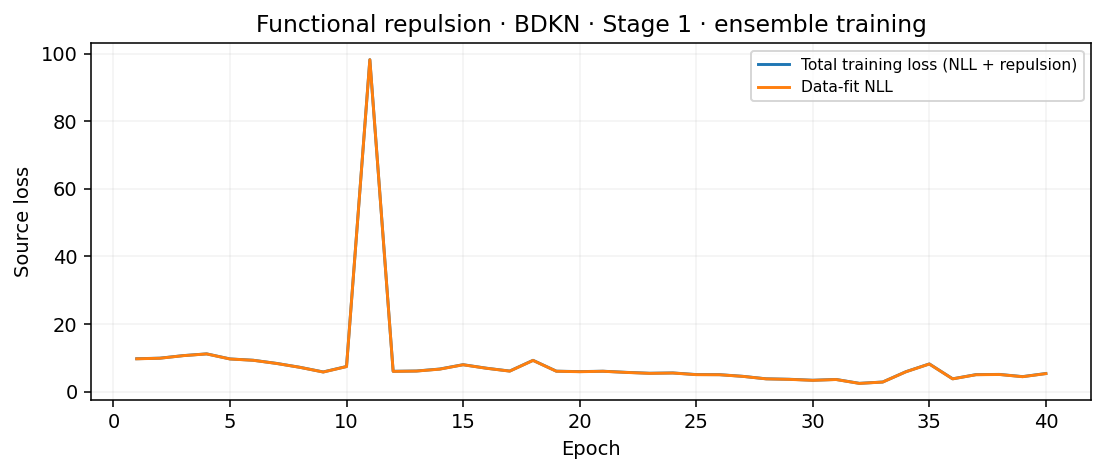 Functional repulsion · BDKN · Stage 1 · ensemble training
Total training loss (NLL + repulsion)
Data-fit NLL
Source loss
100
80
60
40
20
0
0 5 10 15 20 25 30 35 40
Epoch